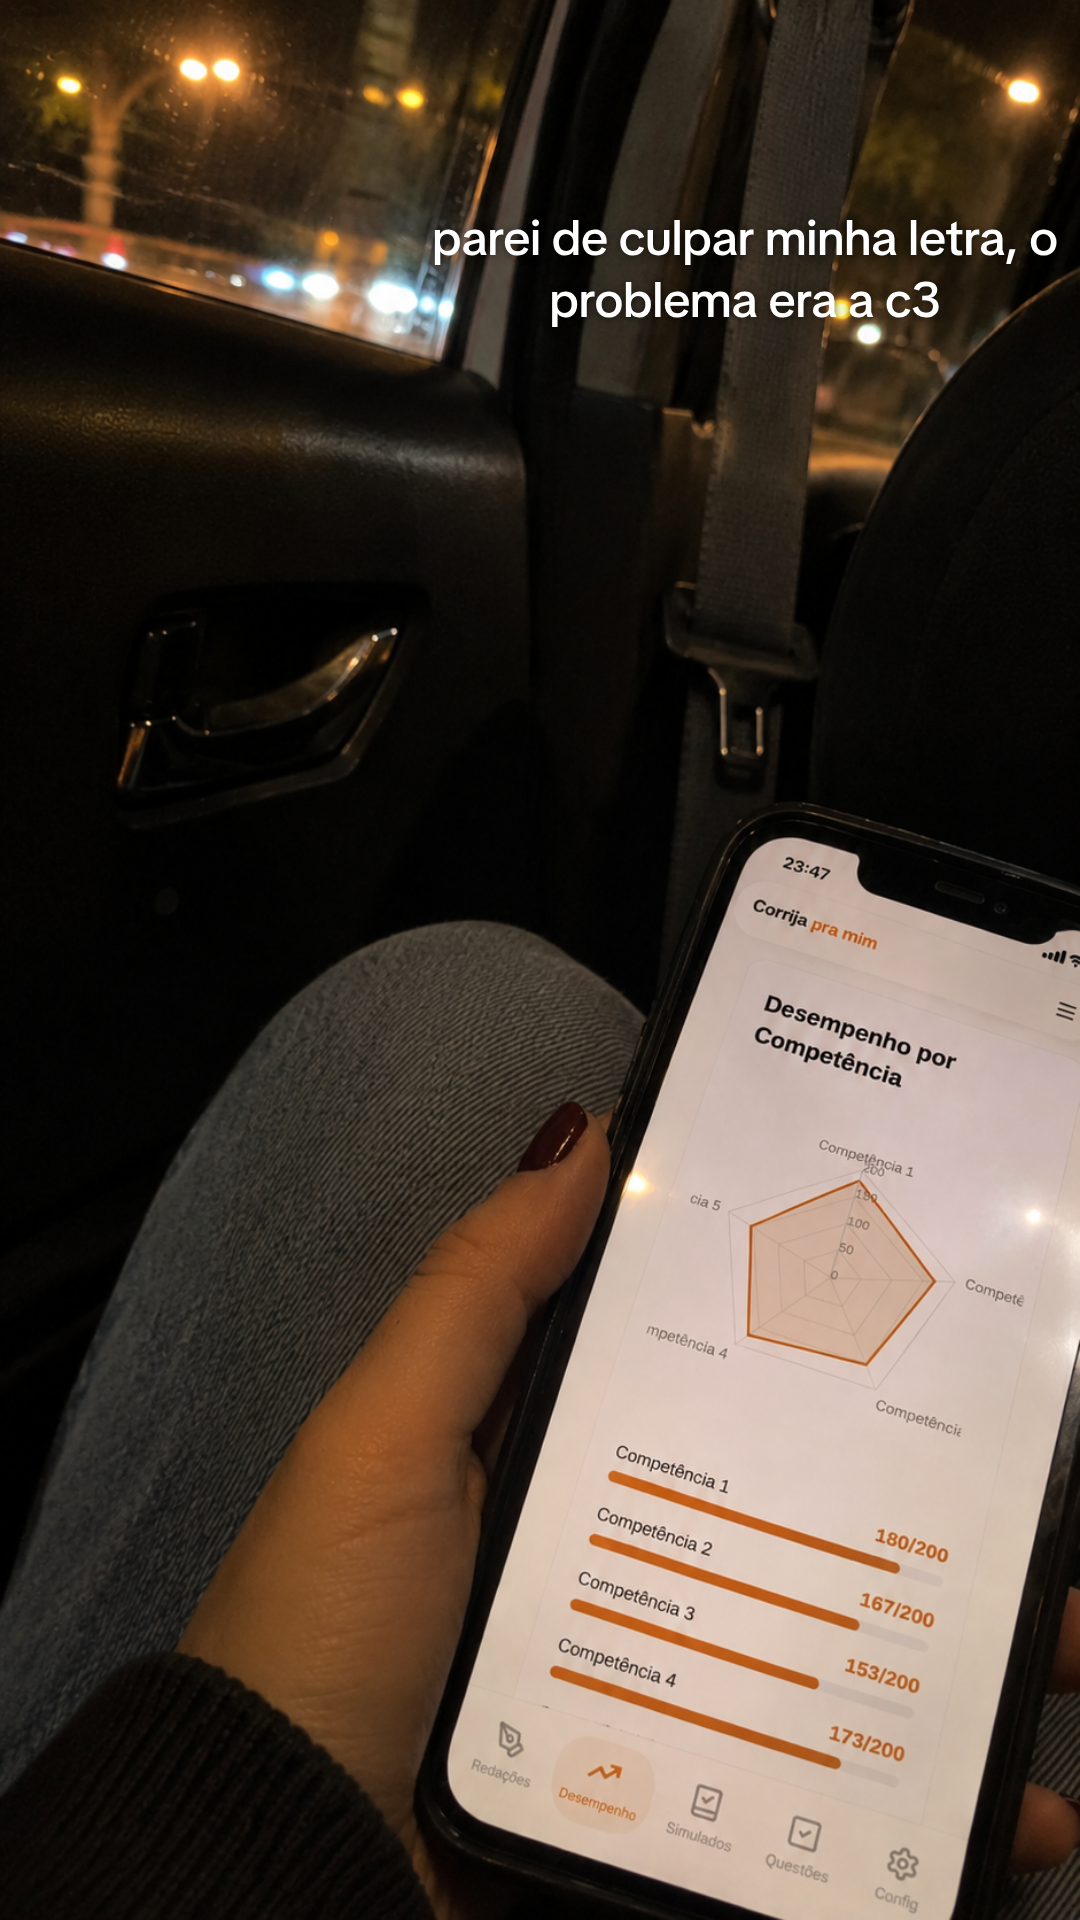 parei de culpar minha letra, o
problema era a c3
23:47
Corrija pra mim
Desempenho por
Competência
Competência 1
200
150
100
50
0
cia 5
Competê
mpetência 4
Competência
Competência 1
180/200
Competência 2
167/200
Competência 3
153/200
Competência 4
173/200
Redações
Desempenho
Simulados
Questões
Config